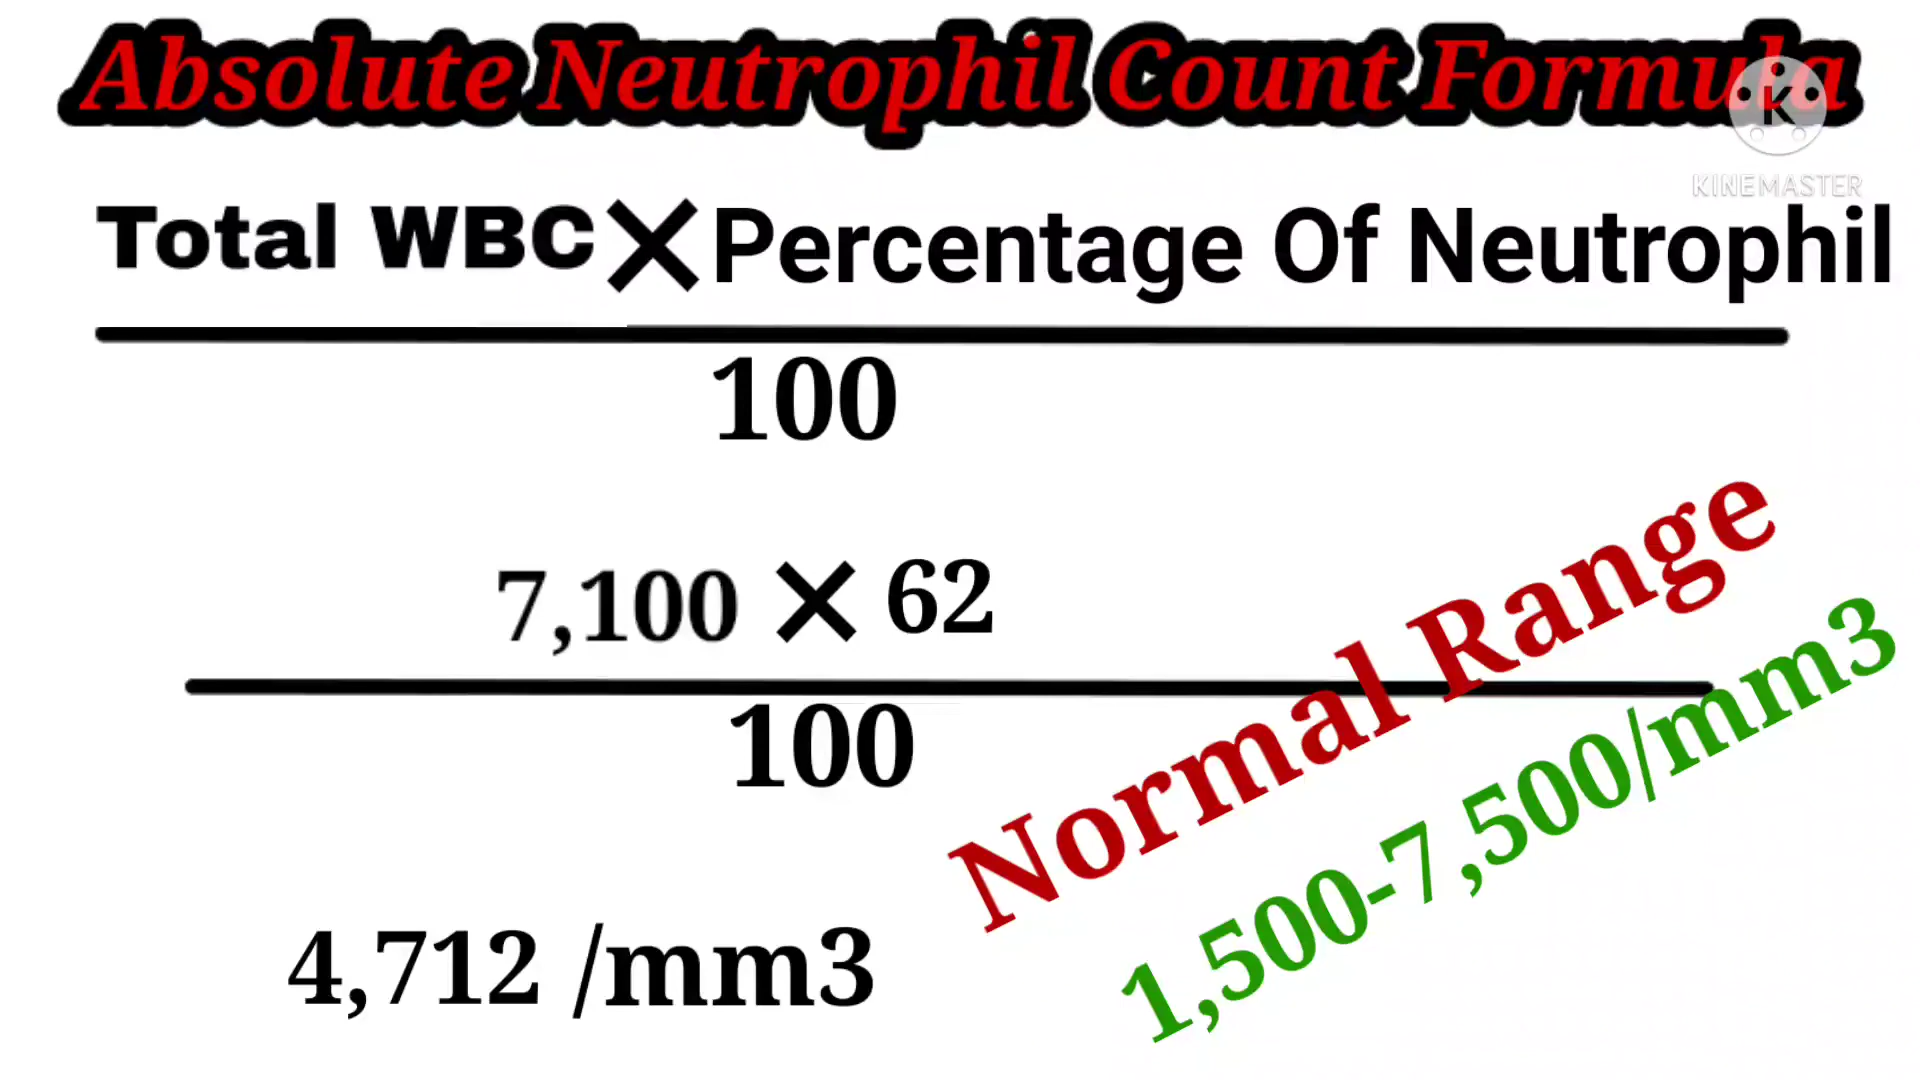 Absolute Neutrophil Count Formula
KINEMASTER
Total WBC × Percentage Of Neutrophil
100
7,100 × 62
100
4,712 /mm3
Normal Range
1,500-7,500/mm3